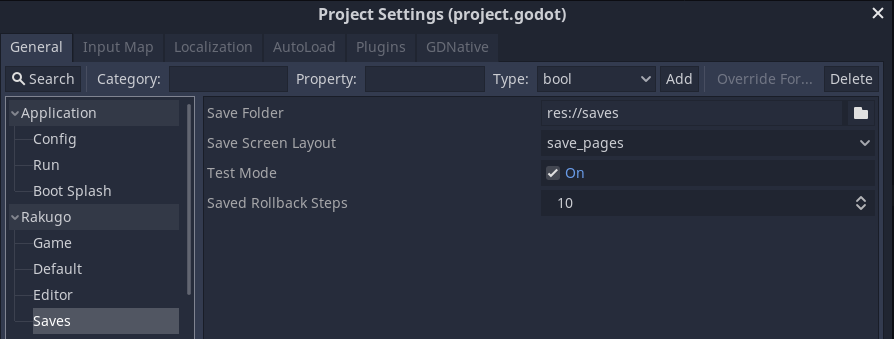 Project Settings (project.godot)
General Input Map Localization AutoLoad Plugins GDNative
Search Category: Property: Type: bool Add Override For... Delete
Application
Config
Run
Boot Splash
Rakugo
Game
Default
Editor
Saves
Save Folder res://saves
Save Screen Layout save_pages
Test Mode On
Saved Rollback Steps 10